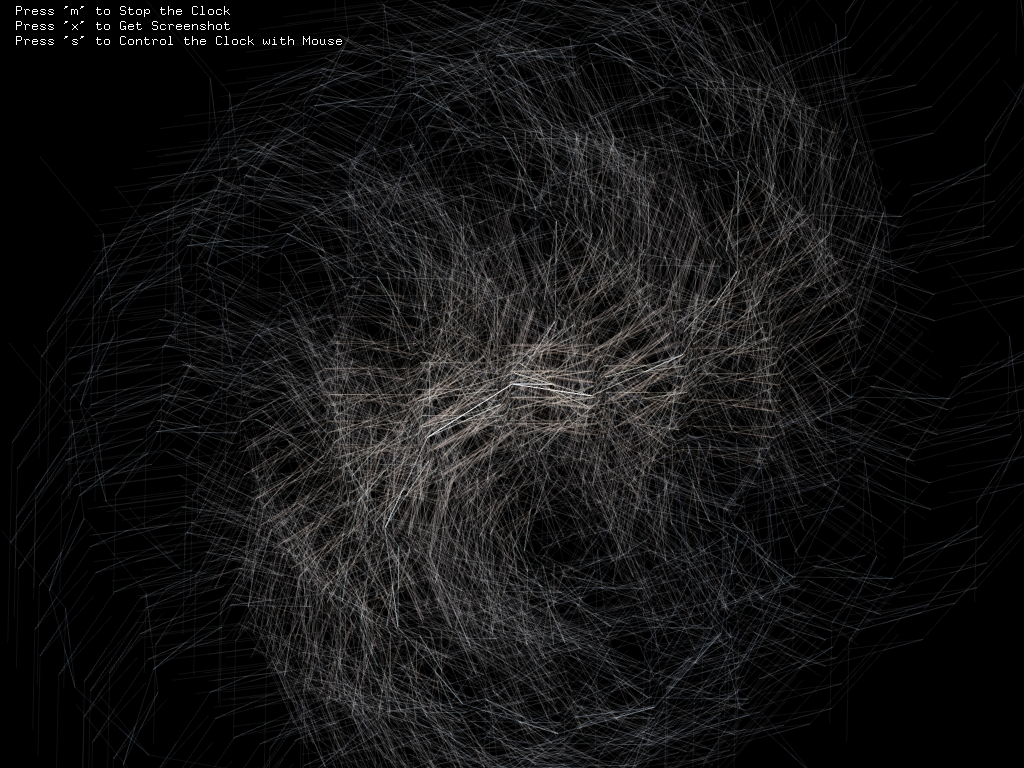 Press "m" to Stop the Clock
Press "x" to Get Screenshot
Press "s" to Control the Clock with Mouse